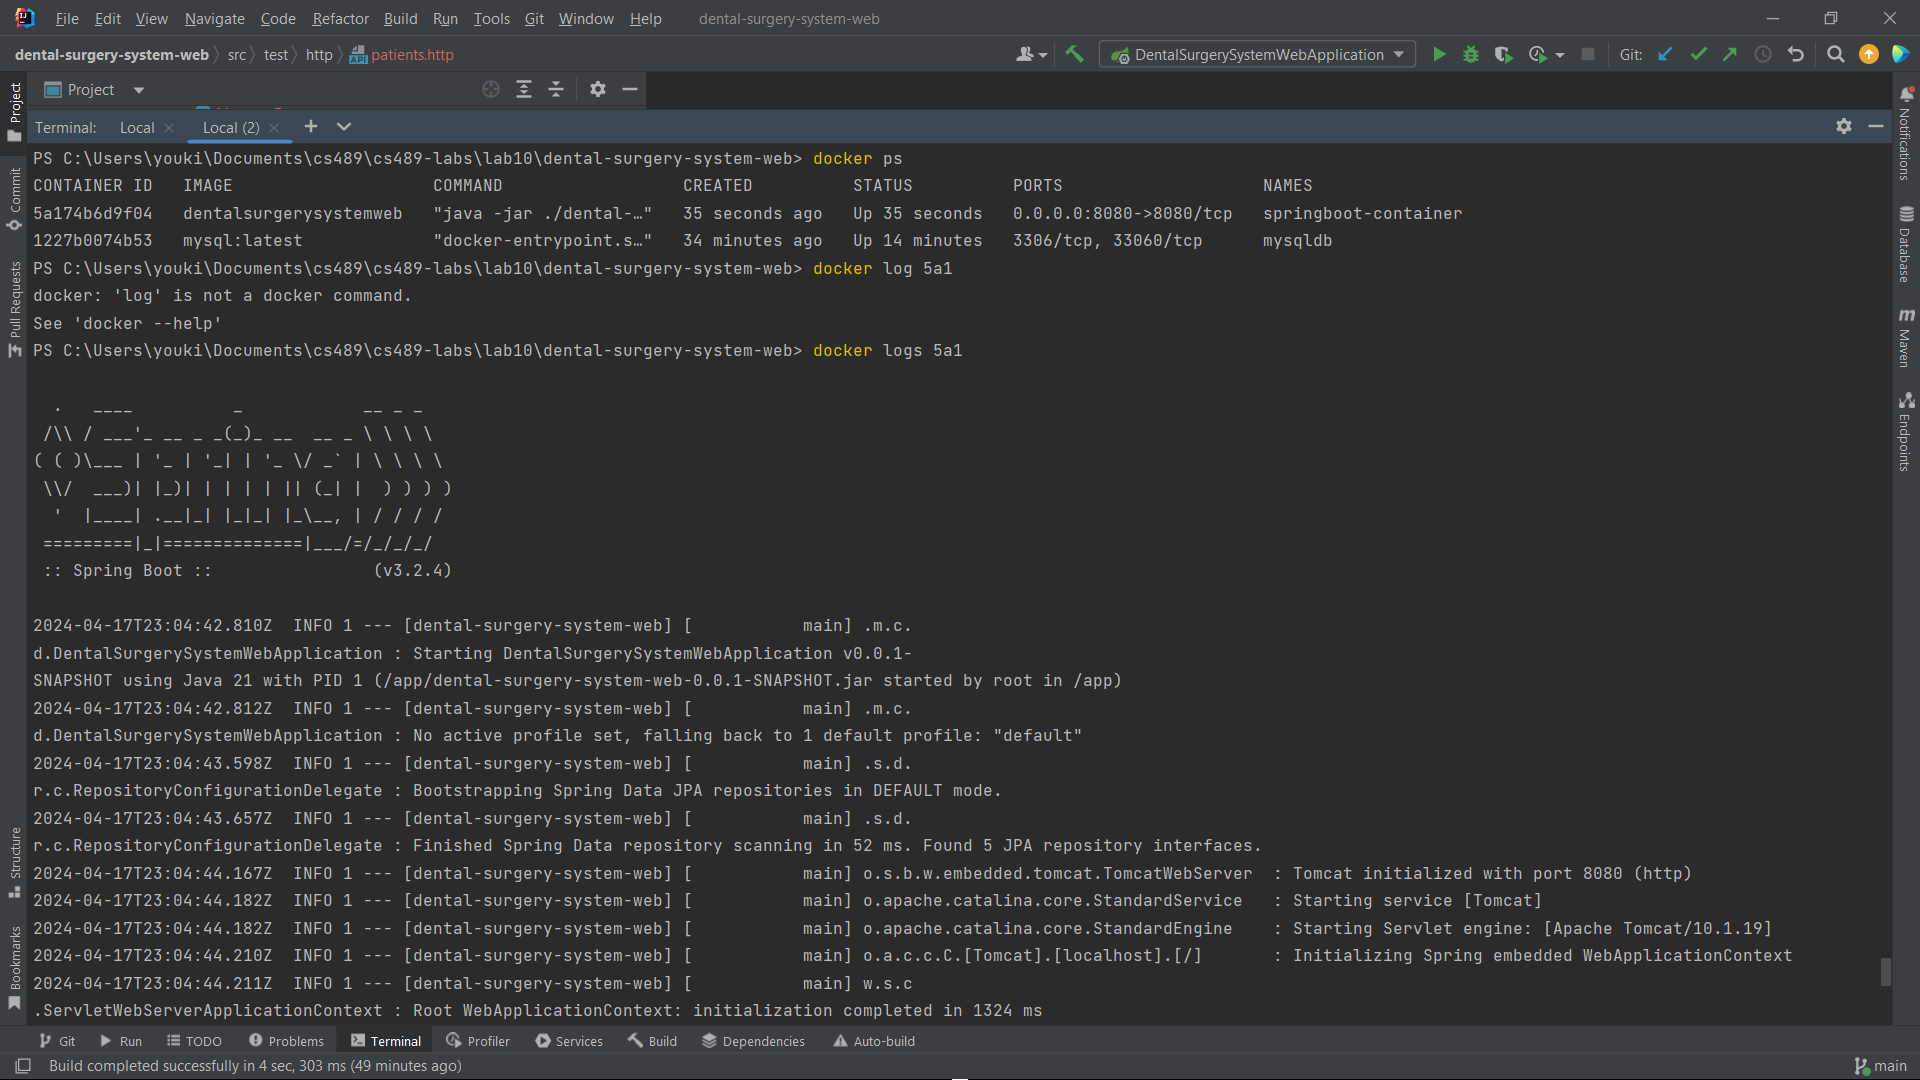 File Edit View Navigate Code Refactor Build Run Tools Git Window Help dental-surgery-system-web
dental-surgery-system-web src test http patients.http DentalSurgerySystemWebApplication Git:
Project
Terminal: Local Local (2)
PS C:\Users\youki\Documents\cs489\cs489-labs\lab10\dental-surgery-system-web> docker ps
CONTAINER ID   IMAGE                    COMMAND                  CREATED          STATUS          PORTS                    NAMES
5a174b6d9f04   dentalsurgerysystemweb   "java -jar ./dental-…"   35 seconds ago   Up 35 seconds   0.0.0.0:8080->8080/tcp   springboot-container
1227b0074b53   mysql:latest             "docker-entrypoint.s…"   34 minutes ago   Up 14 minutes   3306/tcp, 33060/tcp      mysqldb
PS C:\Users\youki\Documents\cs489\cs489-labs\lab10\dental-surgery-system-web> docker log 5a1
docker: 'log' is not a docker command.
See 'docker --help'
PS C:\Users\youki\Documents\cs489\cs489-labs\lab10\dental-surgery-system-web> docker logs 5a1
  .   ____          _            __ _ _
 /\\ / ___'_ __ _ _(_)_ __  __ _ \ \ \ \
( ( )\___ | '_ | '_| | '_ \/ _` | \ \ \ \
 \\/  ___)| |_)| | | | | || (_| |  ) ) ) )
  '  |____| .__|_| |_|_| |_\__, | / / / /
 =========|_|==============|___/=/_/_/_/
 :: Spring Boot ::                (v3.2.4)
2024-04-17T23:04:42.810Z  INFO 1 --- [dental-surgery-system-web] [           main] .m.c.
d.DentalSurgerySystemWebApplication : Starting DentalSurgerySystemWebApplication v0.0.1-
SNAPSHOT using Java 21 with PID 1 (/app/dental-surgery-system-web-0.0.1-SNAPSHOT.jar started by root in /app)
2024-04-17T23:04:42.812Z  INFO 1 --- [dental-surgery-system-web] [           main] .m.c.
d.DentalSurgerySystemWebApplication : No active profile set, falling back to 1 default profile: "default"
2024-04-17T23:04:43.598Z  INFO 1 --- [dental-surgery-system-web] [           main] .s.d.
r.c.RepositoryConfigurationDelegate : Bootstrapping Spring Data JPA repositories in DEFAULT mode.
2024-04-17T23:04:43.657Z  INFO 1 --- [dental-surgery-system-web] [           main] .s.d.
r.c.RepositoryConfigurationDelegate : Finished Spring Data repository scanning in 52 ms. Found 5 JPA repository interfaces.
2024-04-17T23:04:44.167Z  INFO 1 --- [dental-surgery-system-web] [           main] o.s.b.w.embedded.tomcat.TomcatWebServer  : Tomcat initialized with port 8080 (http)
2024-04-17T23:04:44.182Z  INFO 1 --- [dental-surgery-system-web] [           main] o.apache.catalina.core.StandardService   : Starting service [Tomcat]
2024-04-17T23:04:44.182Z  INFO 1 --- [dental-surgery-system-web] [           main] o.apache.catalina.core.StandardEngine    : Starting Servlet engine: [Apache Tomcat/10.1.19]
2024-04-17T23:04:44.210Z  INFO 1 --- [dental-surgery-system-web] [           main] o.a.c.c.C.[Tomcat].[localhost].[/]       : Initializing Spring embedded WebApplicationContext
2024-04-17T23:04:44.211Z  INFO 1 --- [dental-surgery-system-web] [           main] w.s.c
.ServletWebServerApplicationContext : Root WebApplicationContext: initialization completed in 1324 ms
Project
Commit
Pull Requests
Structure
Bookmarks
Notifications
Database
Maven
Endpoints
Git Run TODO Problems Terminal Profiler Services Build Dependencies Auto-build
Build completed successfully in 4 sec, 303 ms (49 minutes ago) main